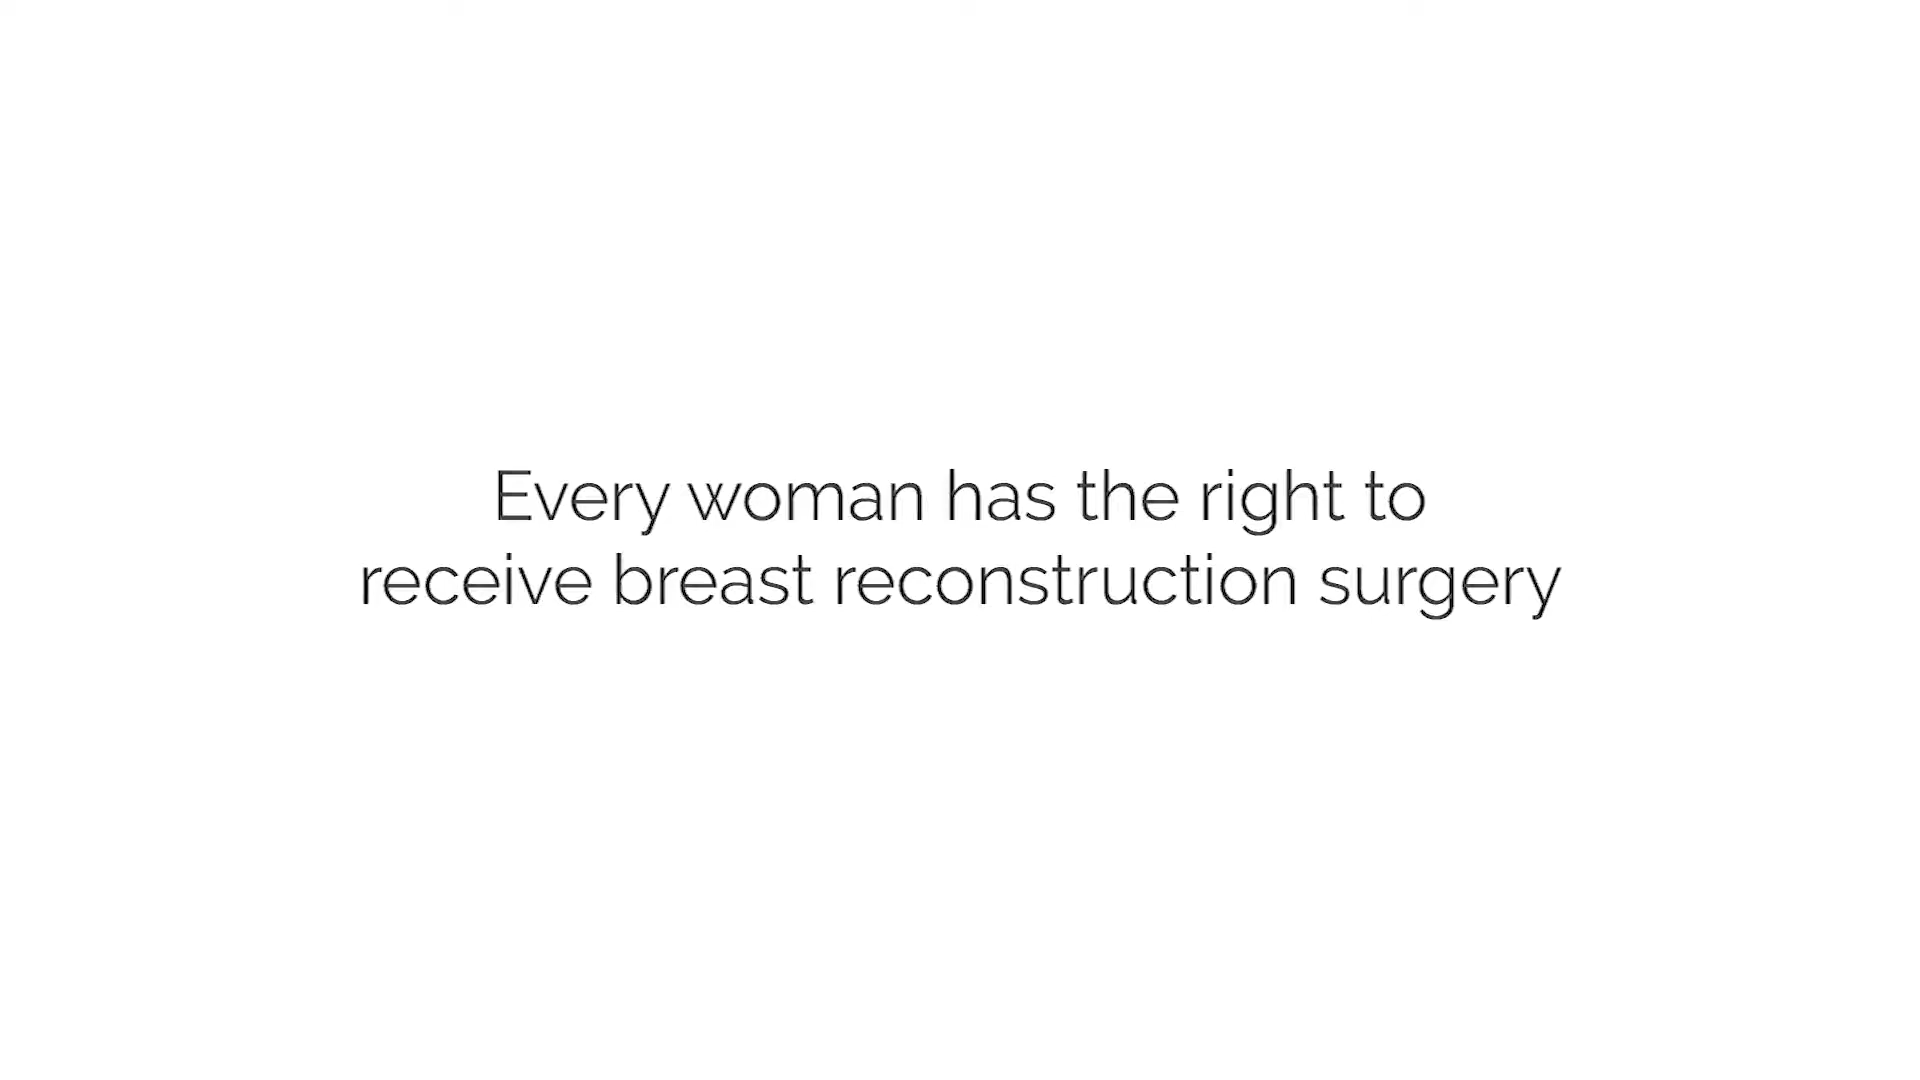 Every woman has the right to
receive breast reconstruction surgery